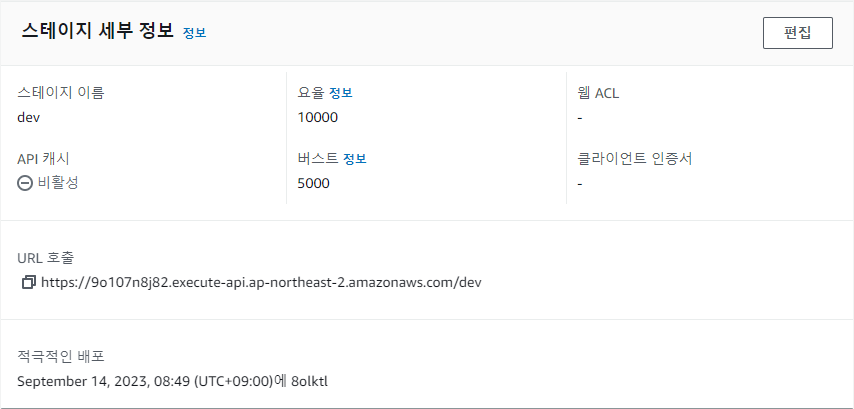 스테이지 세부 정보 정보
편집
스테이지 이름
dev
요율 정보
10000
웹 ACL
-
API 캐시
비활성
버스트 정보
5000
클라이언트 인증서
-
URL 호출
https://9o107n8j82.execute-api.ap-northeast-2.amazonaws.com/dev
적극적인 배포
September 14, 2023, 08:49 (UTC+09:00)에 8olktl